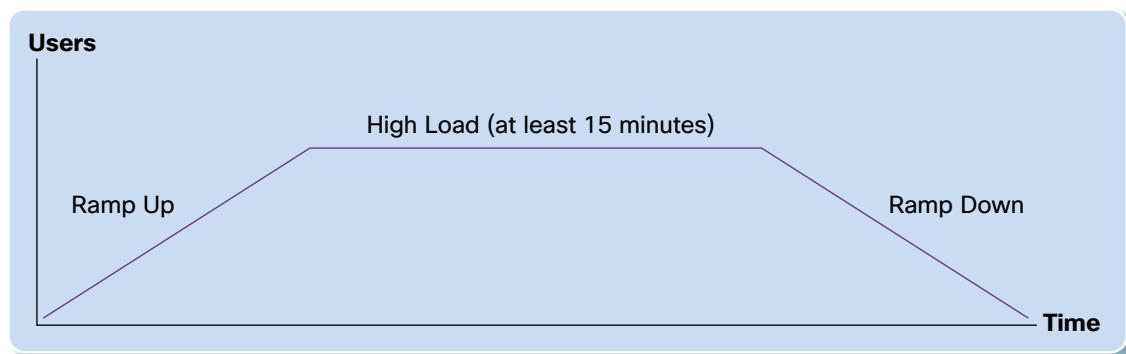 Users
High Load (at least 15 minutes)
Ramp Up
Ramp Down
Time